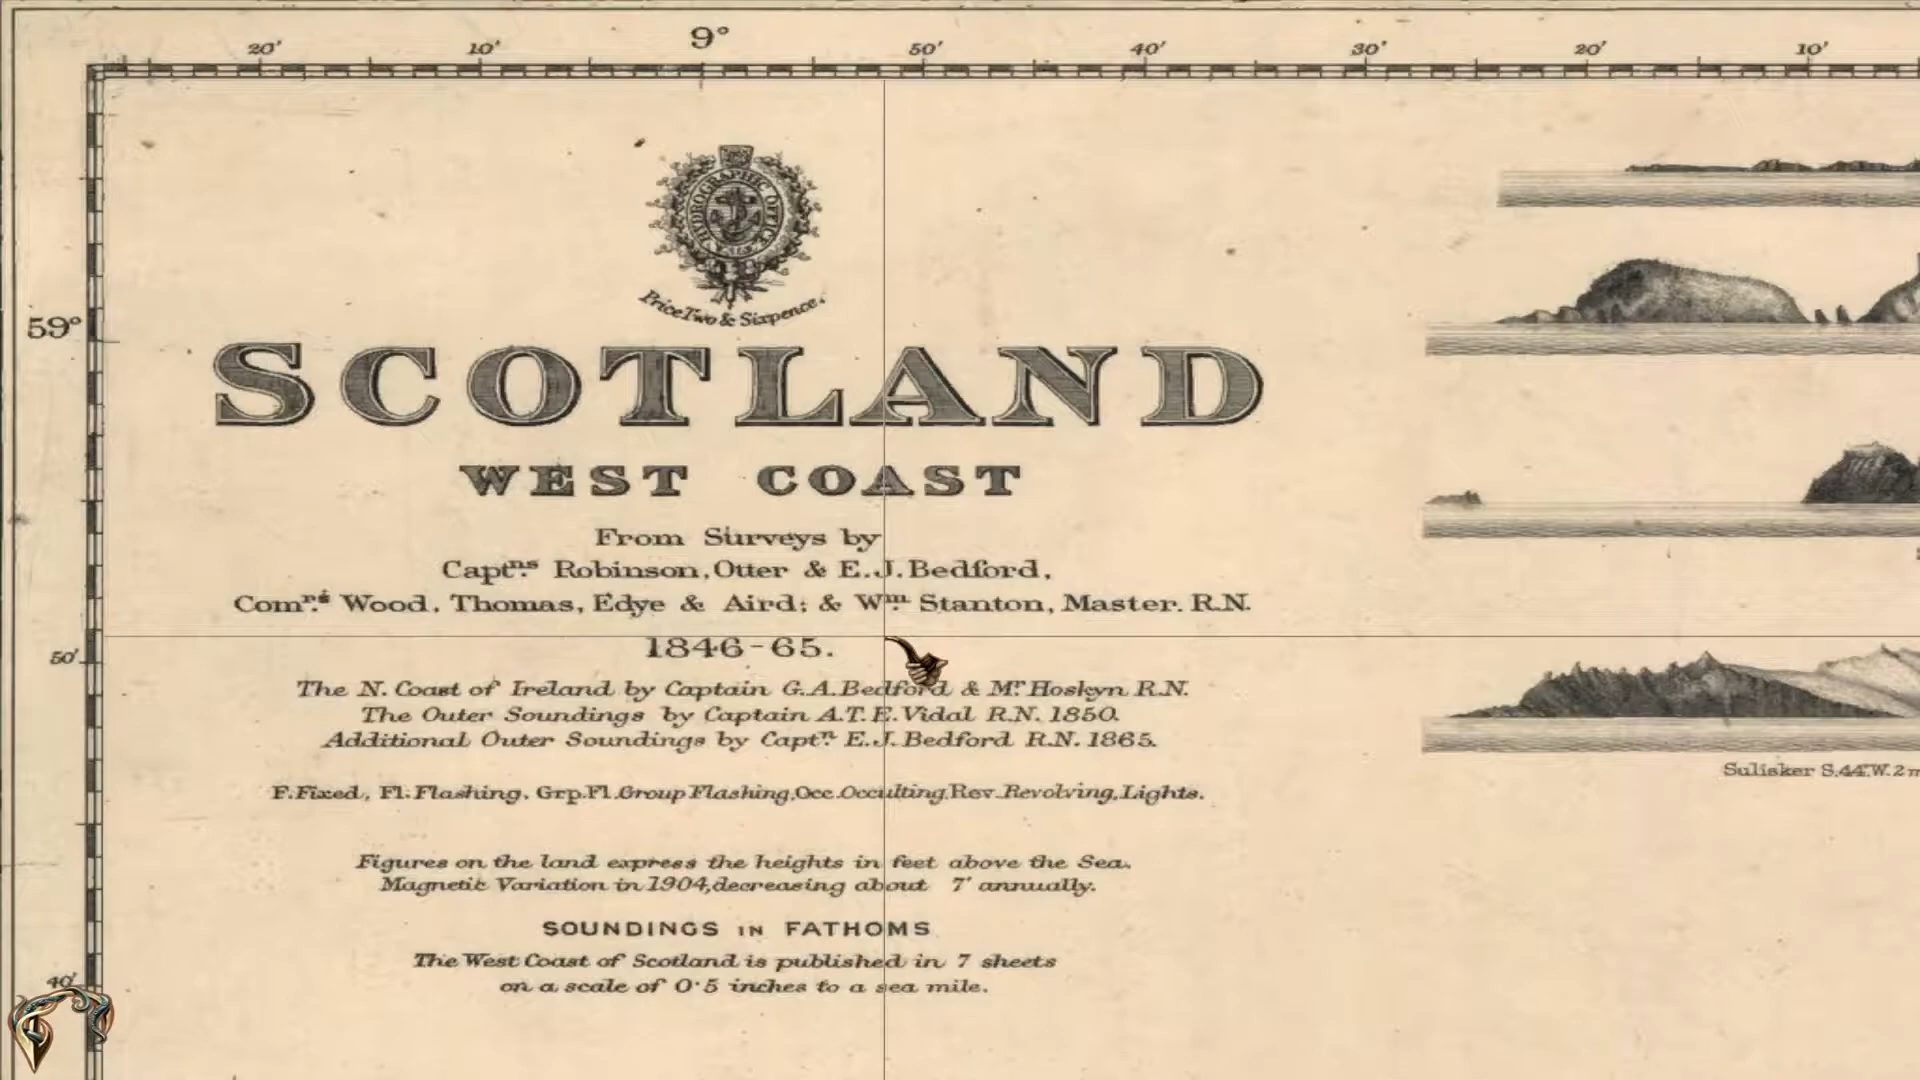 20' 10' 9° 50' 40' 30' 20' 10'
HYDROGRAPHIC OFFICE
Price Two & Sixpence.
59°
SCOTLAND
WEST COAST
From Surveys by
Captⁿˢ Robinson, Otter & E.J. Bedford,
Comʳˢ Wood, Thomas, Edye & Aird; & Wᵐ Stanton, Master. R.N.
1846-65.
50'
The N. Coast of Ireland by Captain G.A. Bedford & Mʳ Hoskyn R.N.
The Outer Soundings by Captain A.T.E. Vidal R.N. 1850.
Additional Outer Soundings by Captⁿ E.J. Bedford R.N. 1865.
Sulisker S.44°W. 2
F. Fixed, Fl. Flashing, Grp. Fl. Group Flashing, Occ. Occulting, Rev. Revolving, Lights.
Figures on the land express the heights in feet above the Sea.
Magnetic Variation in 1904, decreasing about 7' annually.
SOUNDINGS IN FATHOMS
The West Coast of Scotland is published in 7 sheets
on a scale of 0·5 inches to a sea mile.
40'